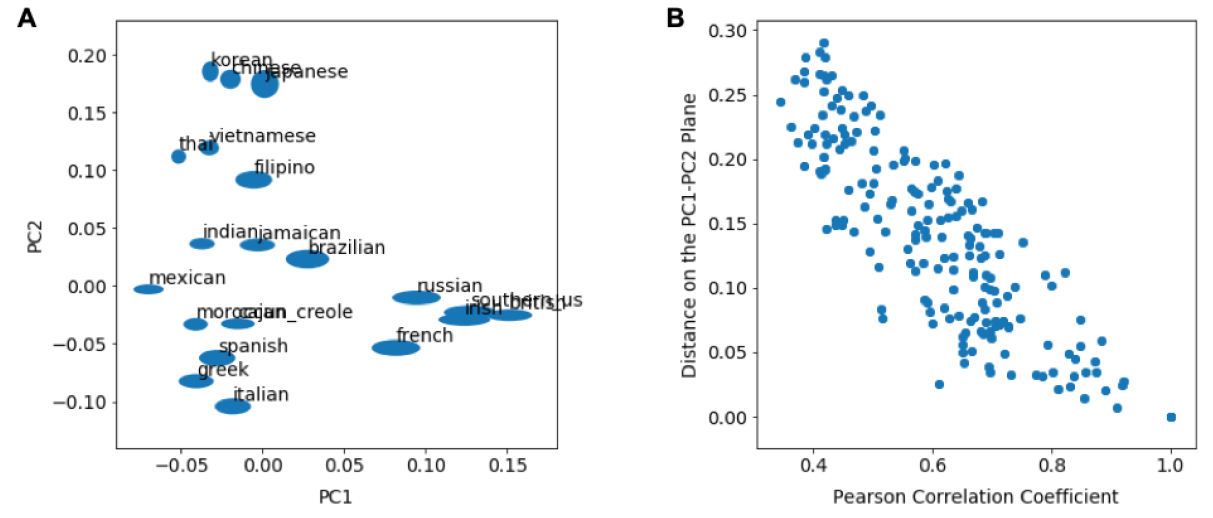 A
B
0.20
0.15
0.10
0.05
0.00
−0.05
−0.10
PC2
korean
chinese
japanese
thai
vietnamese
filipino
indian
jamaican
brazilian
mexican
russian
southern_us
irish
british
moroccan
cajun_creole
french
spanish
greek
italian
−0.05 0.00 0.05 0.10 0.15
PC1
0.30
0.25
0.20
0.15
0.10
0.05
0.00
Distance on the PC1-PC2 Plane
0.4 0.6 0.8 1.0
Pearson Correlation Coefficient